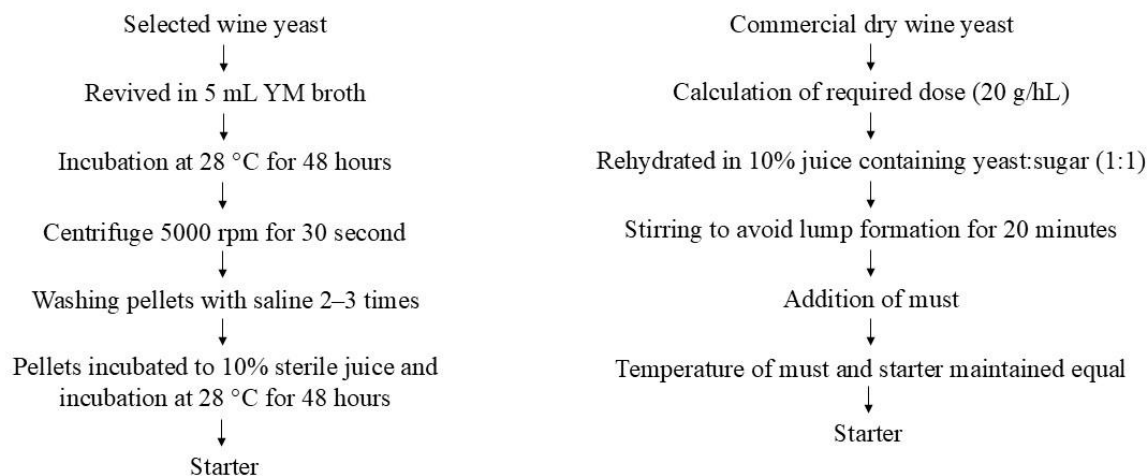 Selected wine yeast
Revived in 5 mL YM broth
Incubation at 28 °C for 48 hours
Centrifuge 5000 rpm for 30 second
Washing pellets with saline 2–3 times
Pellets incubated to 10% sterile juice and
incubation at 28 °C for 48 hours
Starter
Commercial dry wine yeast
Calculation of required dose (20 g/hL)
Rehydrated in 10% juice containing yeast:sugar (1:1)
Stirring to avoid lump formation for 20 minutes
Addition of must
Temperature of must and starter maintained equal
Starter